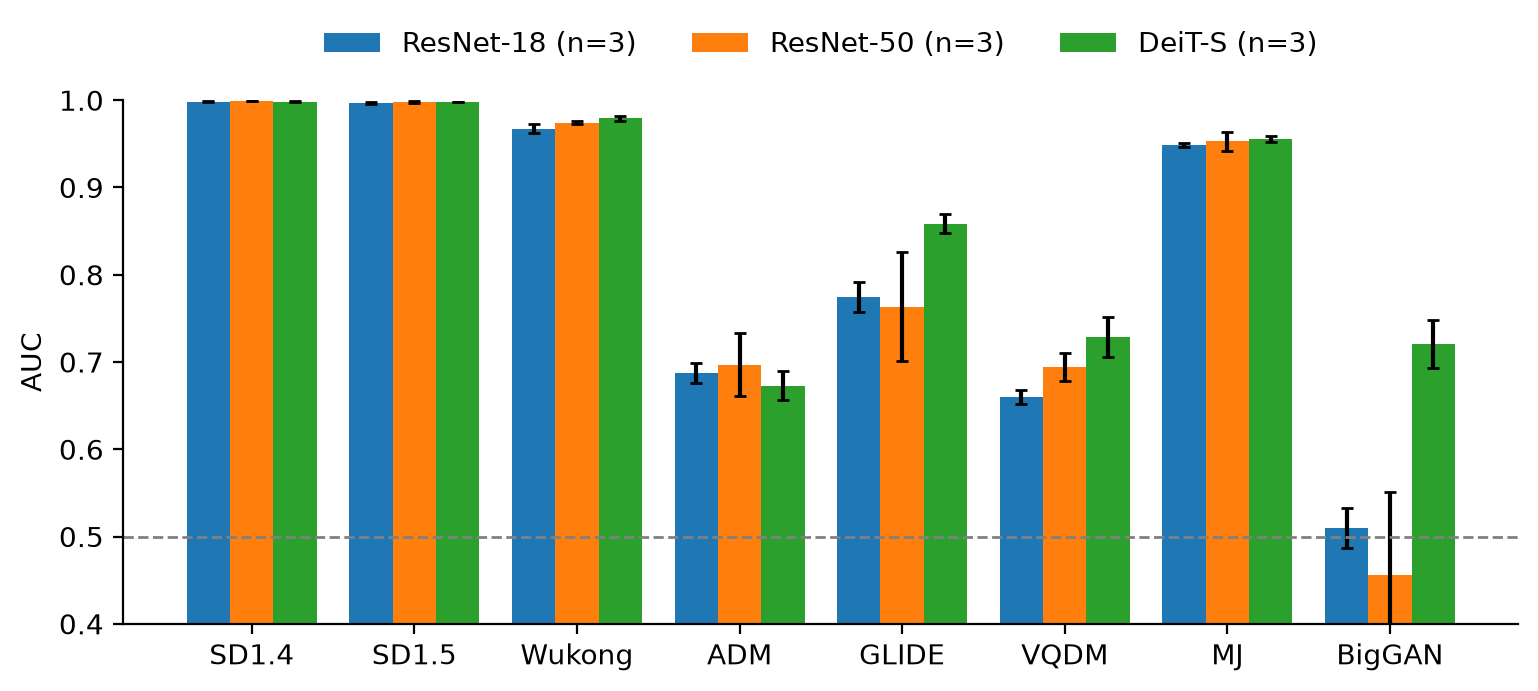 ResNet-18 (n=3) ResNet-50 (n=3) DeiT-S (n=3)
AUC
1.0
0.9
0.8
0.7
0.6
0.5
0.4
SD1.4 SD1.5 Wukong ADM GLIDE VQDM MJ BigGAN